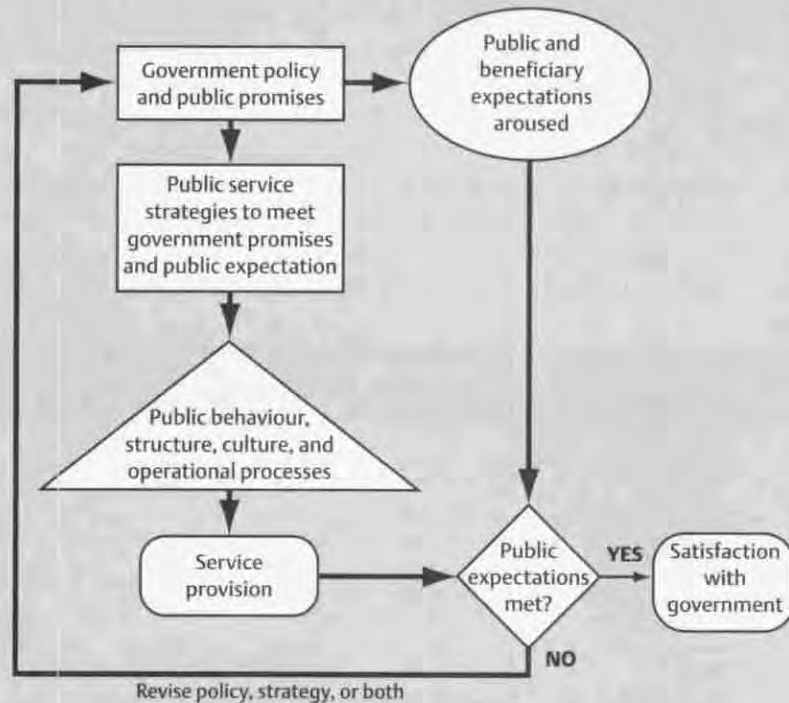 Government policy
and public promises
Public and
beneficiary
expectations
aroused
Public service
strategies to meet
government promises
and public expectation
Public behaviour,
structure, culture, and
operational processes
Service
provision
Public
expectations
met?
YES
Satisfaction
with
government
NO
Revise policy, strategy, or both